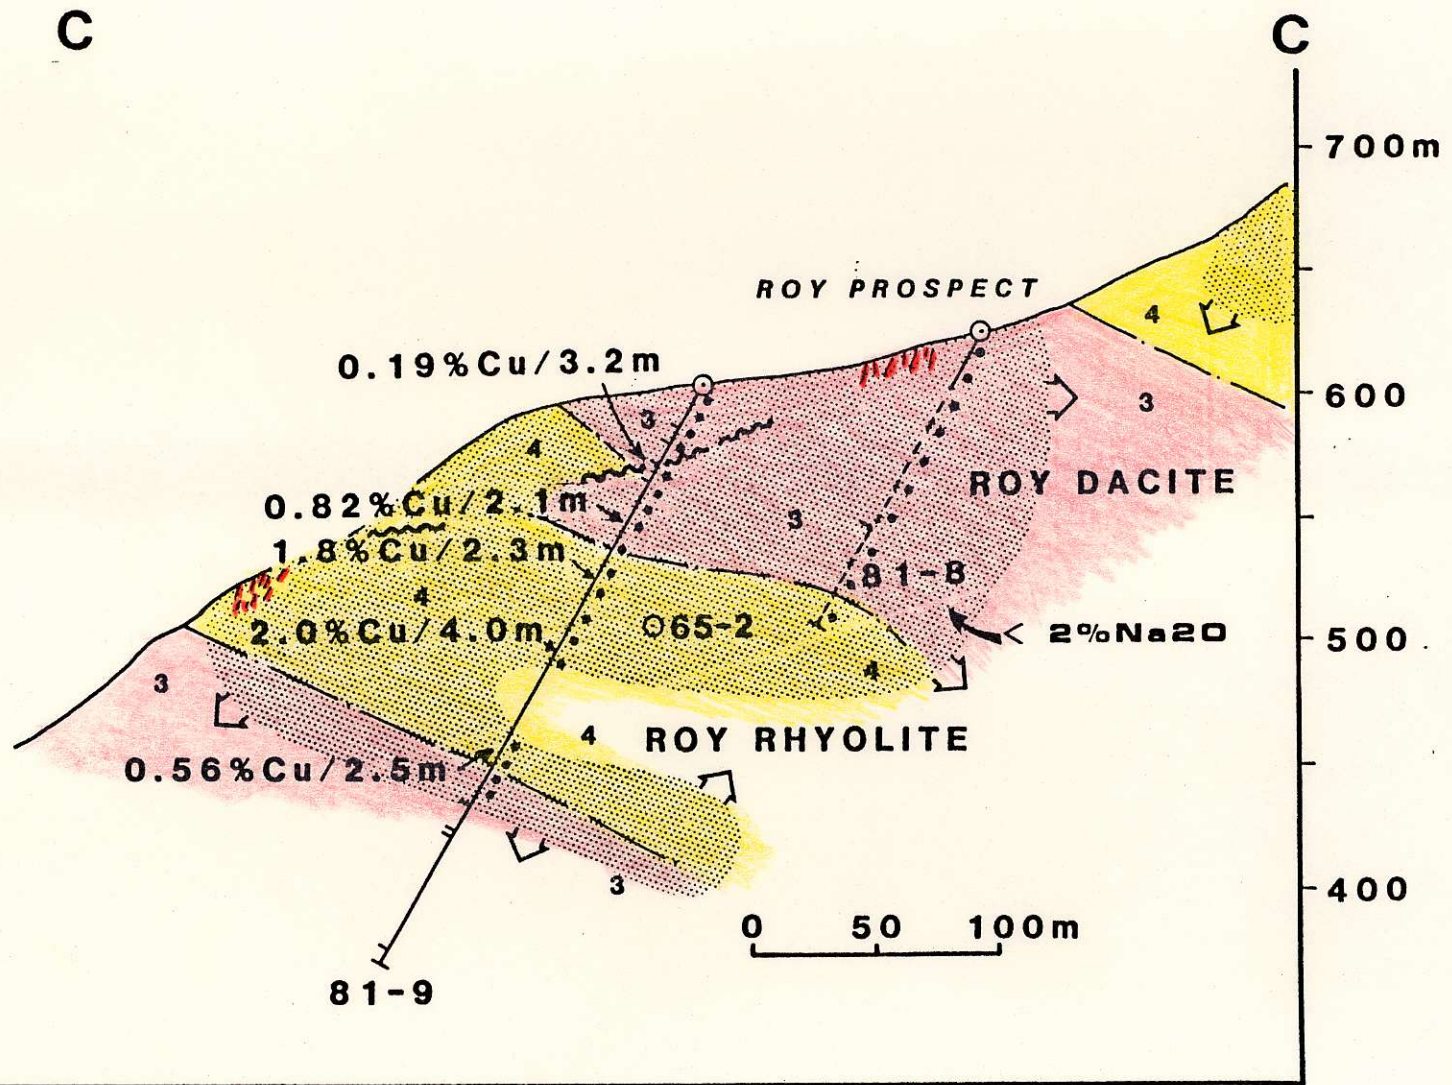 C C
700m
ROY PROSPECT
4
0.19%Cu/3.2m
600
3
3
4
ROY DACITE
0.82%Cu/2.1m
3
1.8%Cu/2.3m
81-8
4
2.0%Cu/4.0m
65-2
< 2%Na2O
500
4
3
4
ROY RHYOLITE
0.56%Cu/2.5m
3
400
0 50 100m
81-9